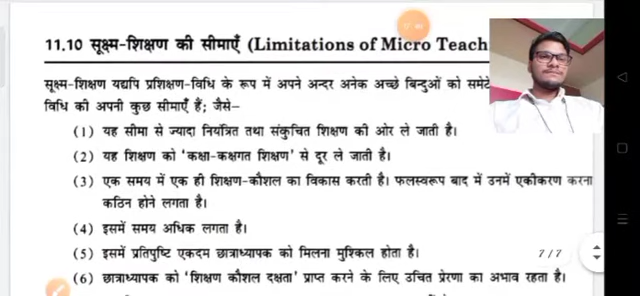 11.10 सूक्ष्म-शिक्षण की सीमाएँ (Limitations of Micro Teach
सूक्ष्म-शिक्षण यद्यपि प्रशिक्षण-विधि के रूप में अपने अन्दर अनेक अच्छे बिन्दुओं को समेटे
विधि की अपनी कुछ सीमाएँ हैं; जैसे—
(1) यह सीमा से ज्यादा नियंत्रित तथा संकुचित शिक्षण की ओर ले जाती है।
(2) यह शिक्षण को 'कक्षा-कक्षगत शिक्षण' से दूर ले जाती है।
(3) एक समय में एक ही शिक्षण-कौशल का विकास करती है। फलस्वरूप बाद में उनमें एकीकरण करना
कठिन होने लगता है।
(4) इसमें समय अधिक लगता है।
(5) इसमें प्रतिपुष्टि एकदम छात्राध्यापक को मिलना मुश्किल होता है।
7/7
(6) छात्राध्यापक को 'शिक्षण कौशल दक्षता' प्राप्त करने के लिए उचित प्रेरणा का अभाव रहता है।